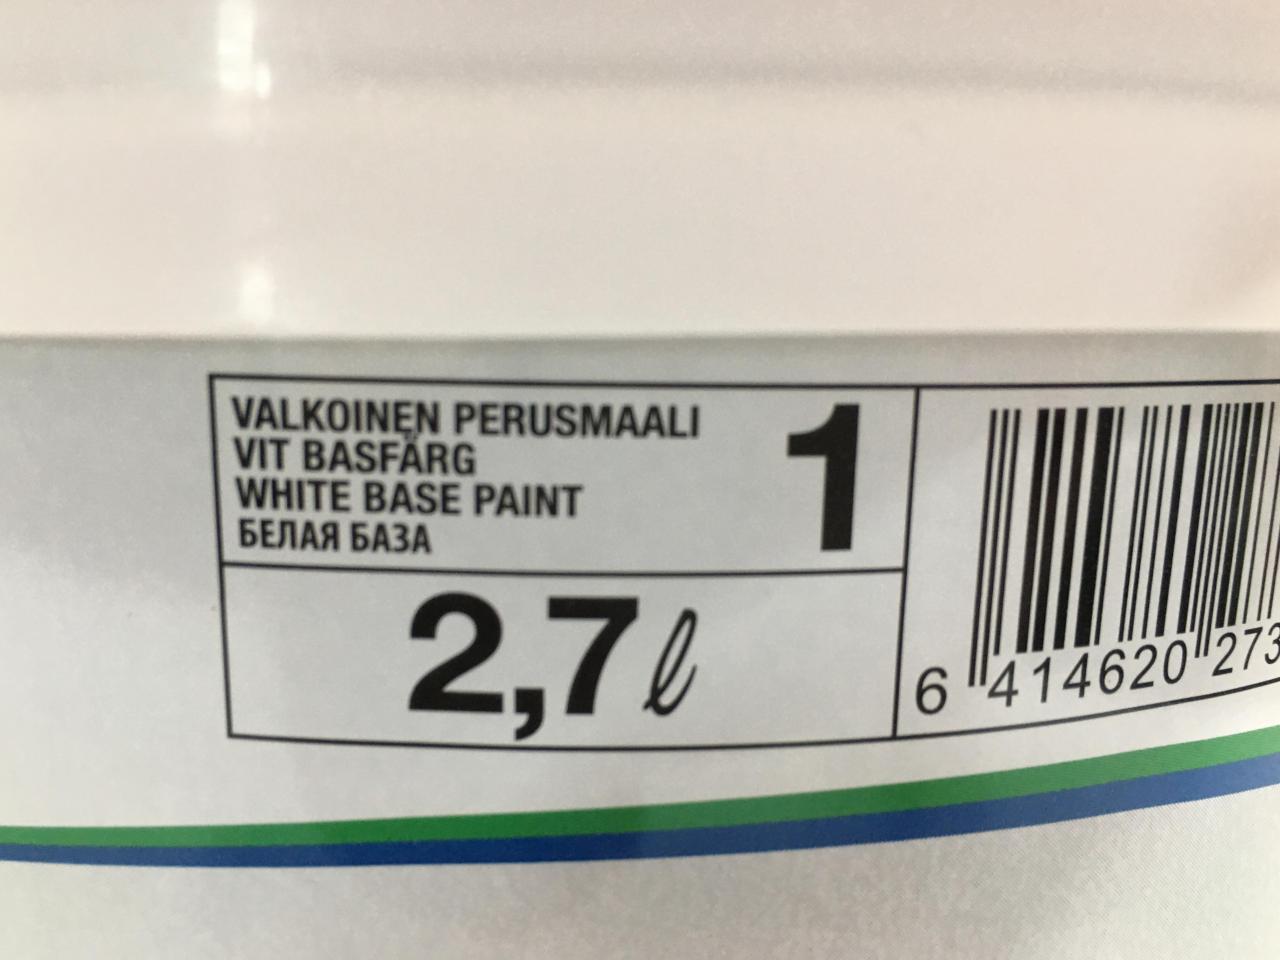 VALKOINEN PERUSMAALI
VIT BASFÄRG
WHITE BASE PAINT
БЕЛАЯ БАЗА
1
2,7 ℓ
6 414620 273